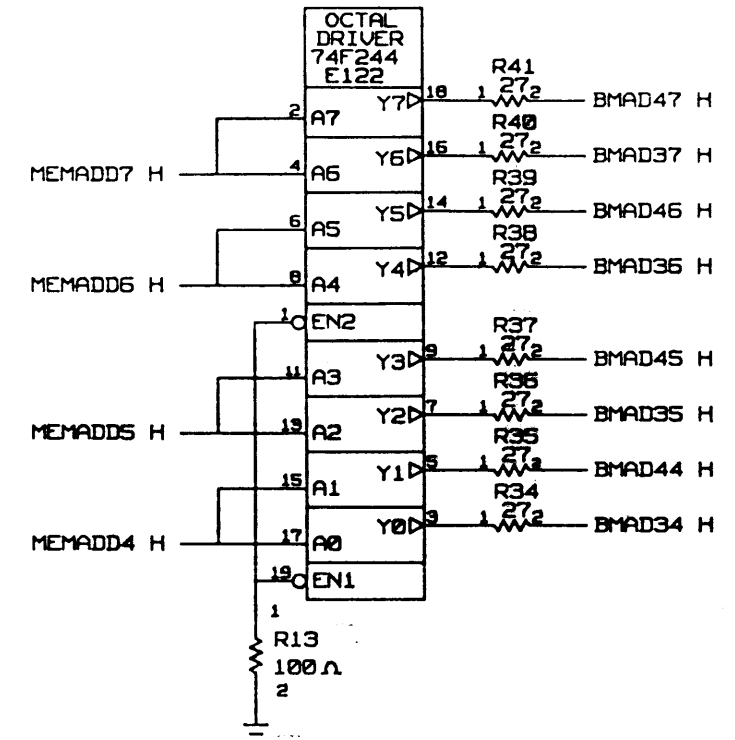 OCTAL
DRIVER
74F244
E122
R41
2 A7 Y7 18 1 27 2 BMAD47 H
R40
MEMADD7 H 4 A6 Y6 16 1 27 2 BMAD37 H
R39
6 A5 Y5 14 1 27 2 BMAD46 H
R38
MEMADD6 H 8 A4 Y4 12 1 27 2 BMAD36 H
1 EN2
R37
11 A3 Y3 9 1 27 2 BMAD45 H
R36
MEMADD5 H 13 A2 Y2 7 1 27 2 BMAD35 H
R35
15 A1 Y1 5 1 27 2 BMAD44 H
R34
MEMADD4 H 17 A0 Y0 3 1 27 2 BMAD34 H
19 EN1
1
R13
100Ω
2